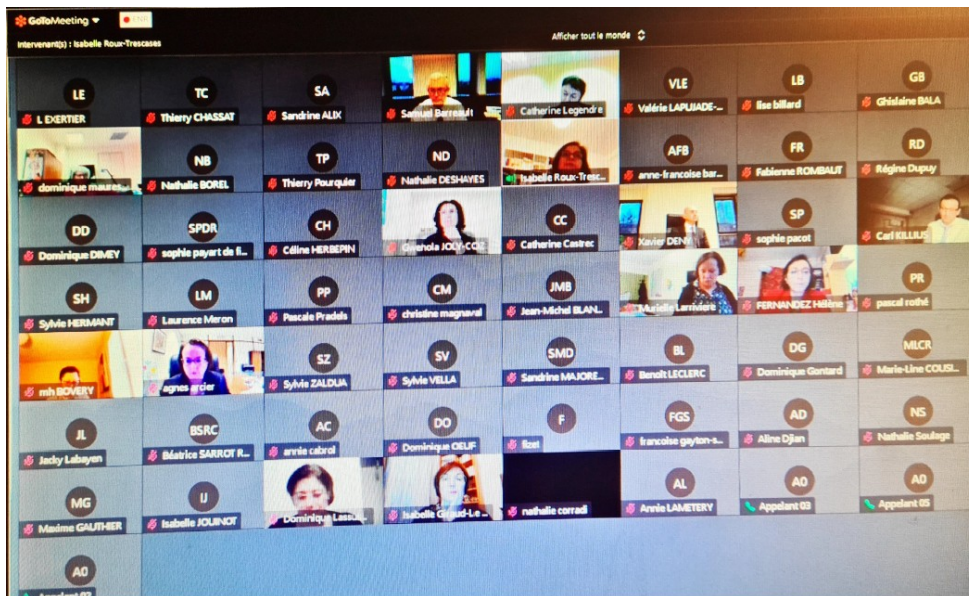 GoToMeeting
ENR
Intervenant(s) : Isabelle Roux-Trescases
Afficher tout le monde
LE TC SA VLE LB GB
L EXERTIER Thierry CHASSAT Sandrine ALIX Samuel Barreault Catherine Legendre Valérie LAPUJADE-... lise billard Ghislaine BALA
NB TP ND AFB FR RD
dominique maures... Nathalie BOREL Thierry Pourquier Nathalie DESHAYES Isabelle Roux-Tresc... anne-francoise bar... Fabienne ROMBAUT Régine Dupuy
DD SPDR CH CC SP
Dominique DIMEY sophie payart de fi... Céline HERBEPIN Gwenola JOLY-COZ Catherine Castrec Xavier DENY sophie pacot Carl KILLILIS
SH LM PP CM JMB PR
Sylvie HERMANT Laurence Meron Pascale Pradels christine magnaval Jean-Michel BLAN... Murielle Larriviere FERNANDEZ Hélène pascal rothé
SZ SV SMD BL DG MLCR
mh BOVERY agnes arcier Sylvie ZALDUA Sylvie VELLA Sandrine MAJORE... Benoît LECLERC Dominique Gontard Marie-Line COUSI...
JL BSRC AC DO F FGS AD NS
Jacky Labayen Béatrice SARROT R... annie cabrol Dominique OEUF fizet francoise gayton-s... Aline Djian Nathalie Soulage
MG IJ AL A0 A0
Maxime GAUTHIER Isabelle JOUINOT Dominique Lassu... Isabelle Giraud-Le ... nathalie corradi Annie LAMETERY Appelant 03 Appelant 05
A0
Appelant 02